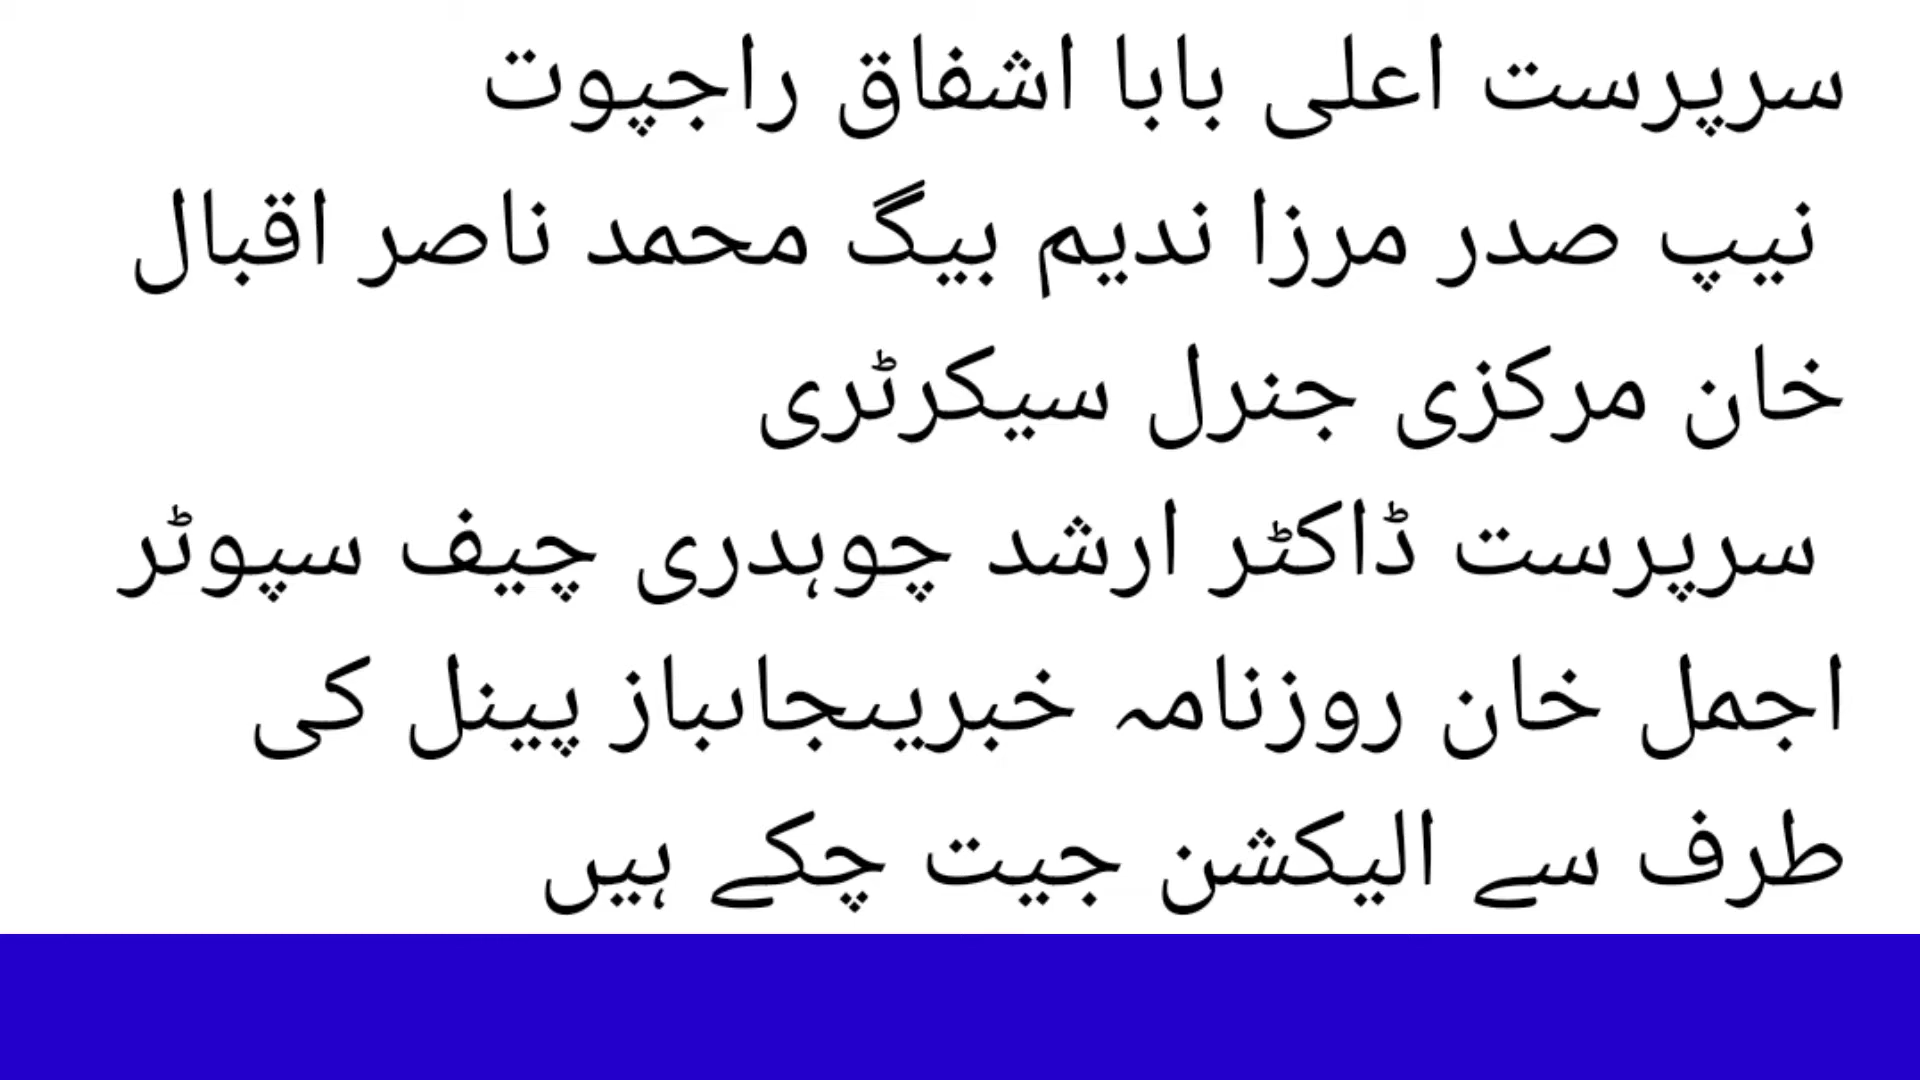 سرپرست اعلی بابا اشفاق راجپوت
نیپ صدر مرزا ندیم بیگ محمد ناصر اقبال
خان مرکزی جنرل سیکرٹری
سرپرست ڈاکٹر ارشد چوہدری چیف سپوٹر
اجمل خان روزنامہ خبریںجاںباز پینل کی
طرف سے الیکشن جیت چکے ہیں